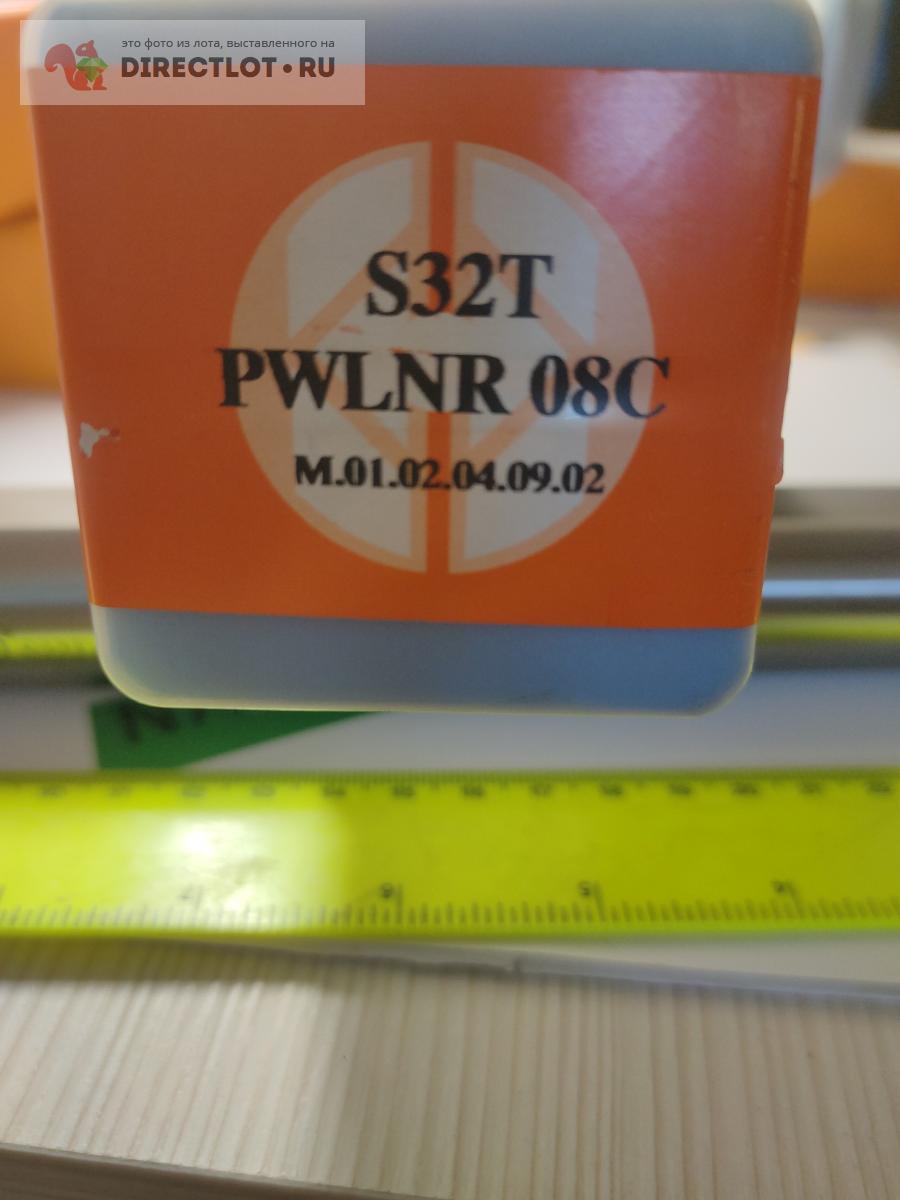 это фото из лота, выставленного на
DIRECTLOT•RU
S32T
PWLNR 08C
M.01.02.04.09.02